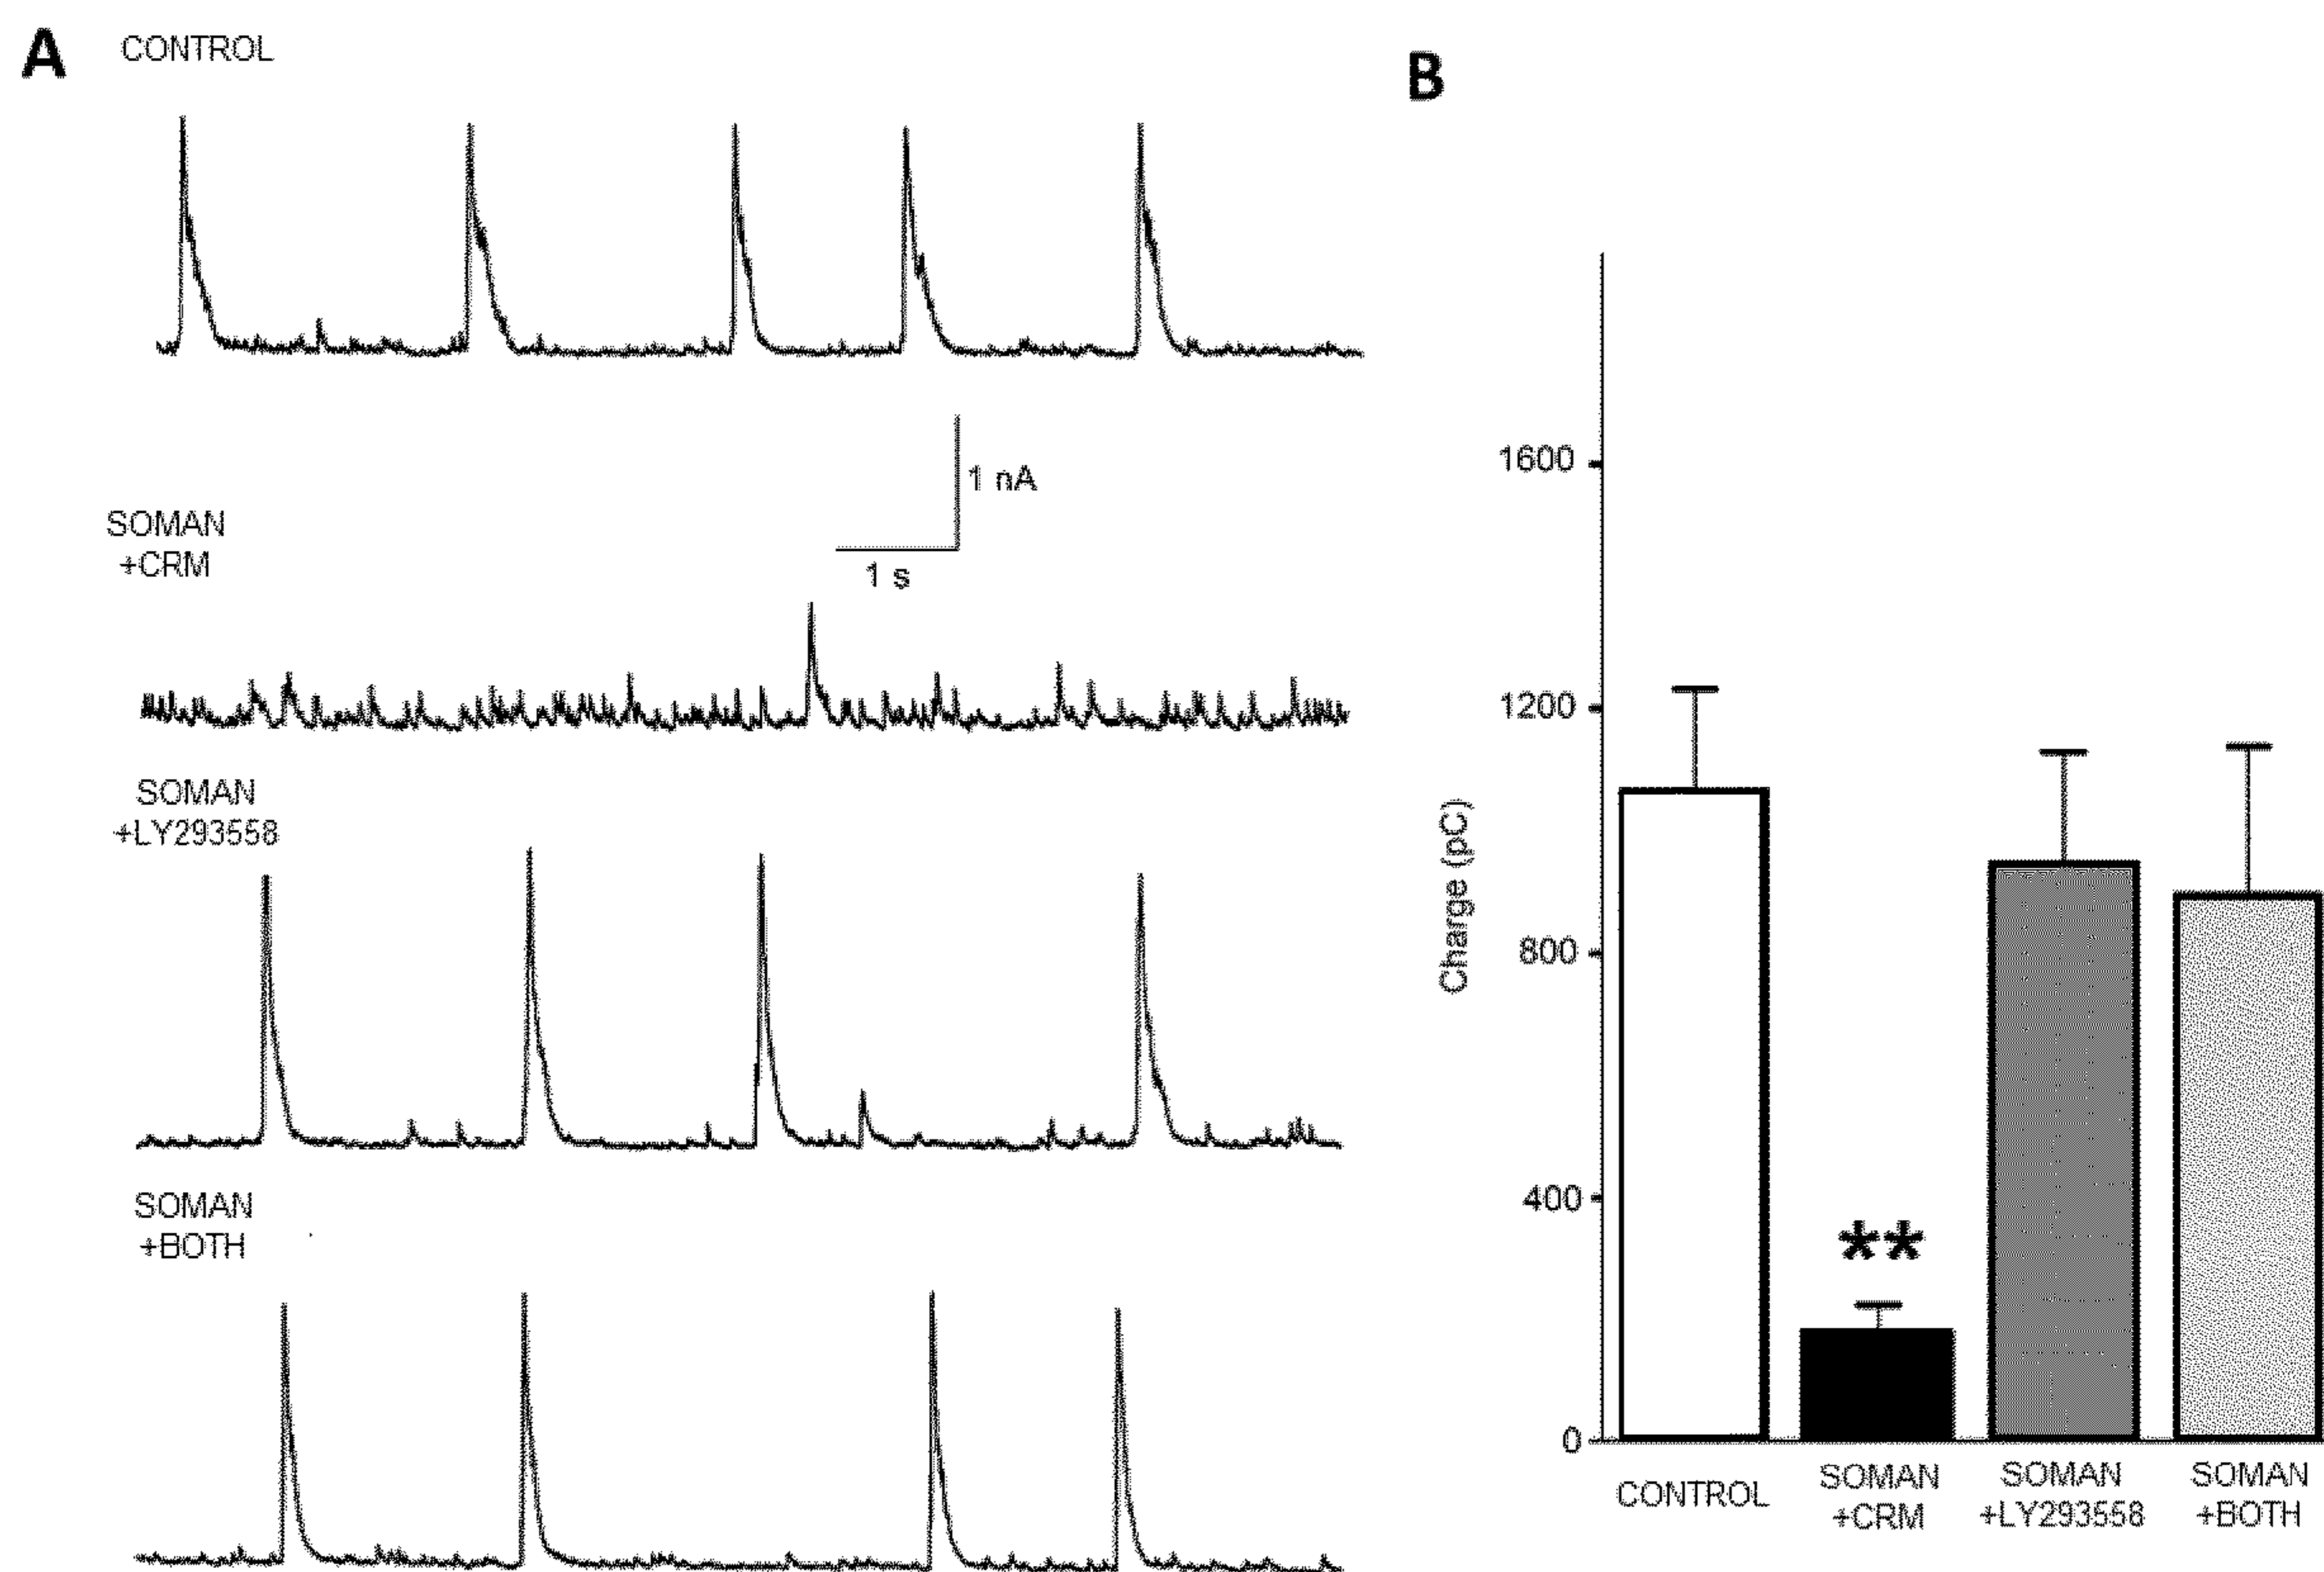 A
CONTROL
1 nA
1 s
SOMAN
+CRM
SOMAN
+LY293558
SOMAN
+BOTH
B
Charge (pC)
1600
1200
800
400
0
**
CONTROL
SOMAN
+CRM
SOMAN
+LY293558
SOMAN
+BOTH